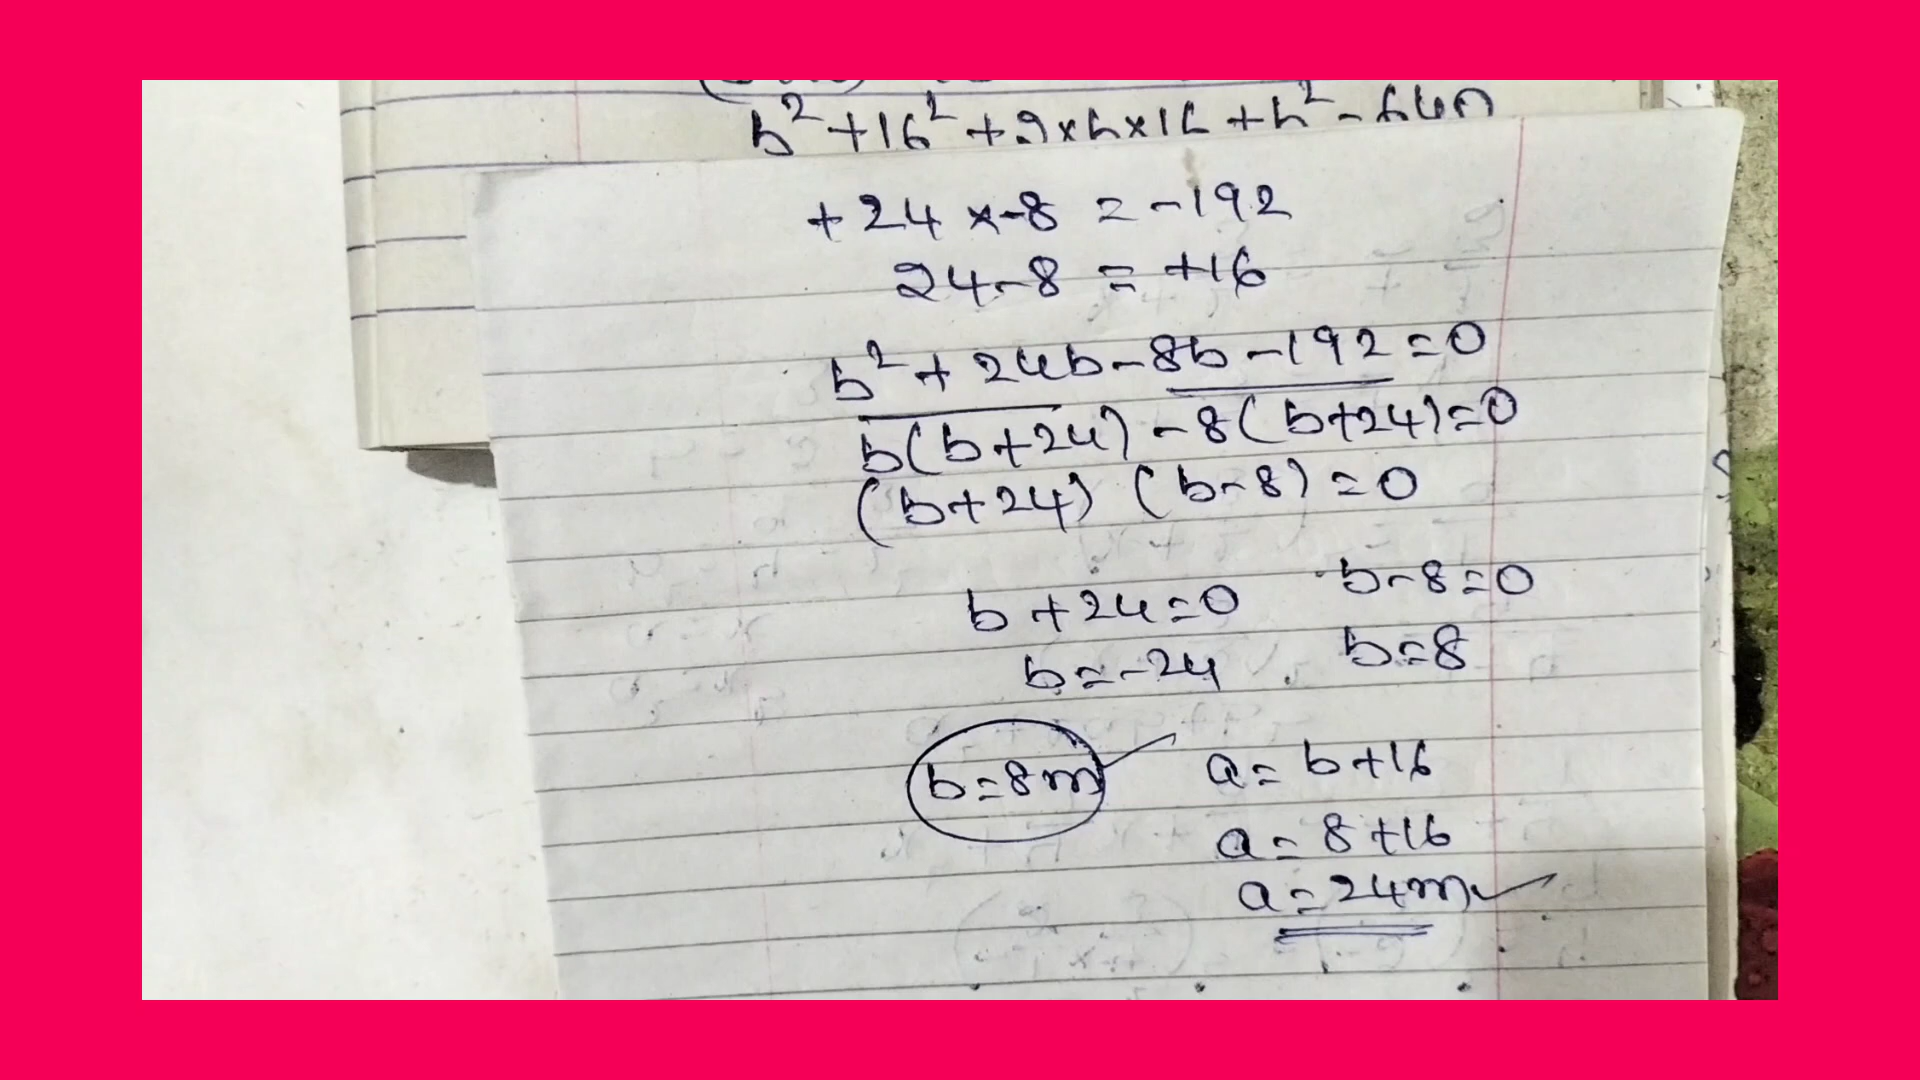 b² + 16² + 2 × b × 16 + b² = 640
+ 24 × -8 = -192
24 - 8 = +16
b² + 24b - 8b - 192 = 0
b(b+24) - 8(b+24) = 0
(b+24) (b-8) = 0
b + 24 = 0 b - 8 = 0
b = -24 b = 8
b = 8m a = b + 16
a = 8 + 16
a = 24m